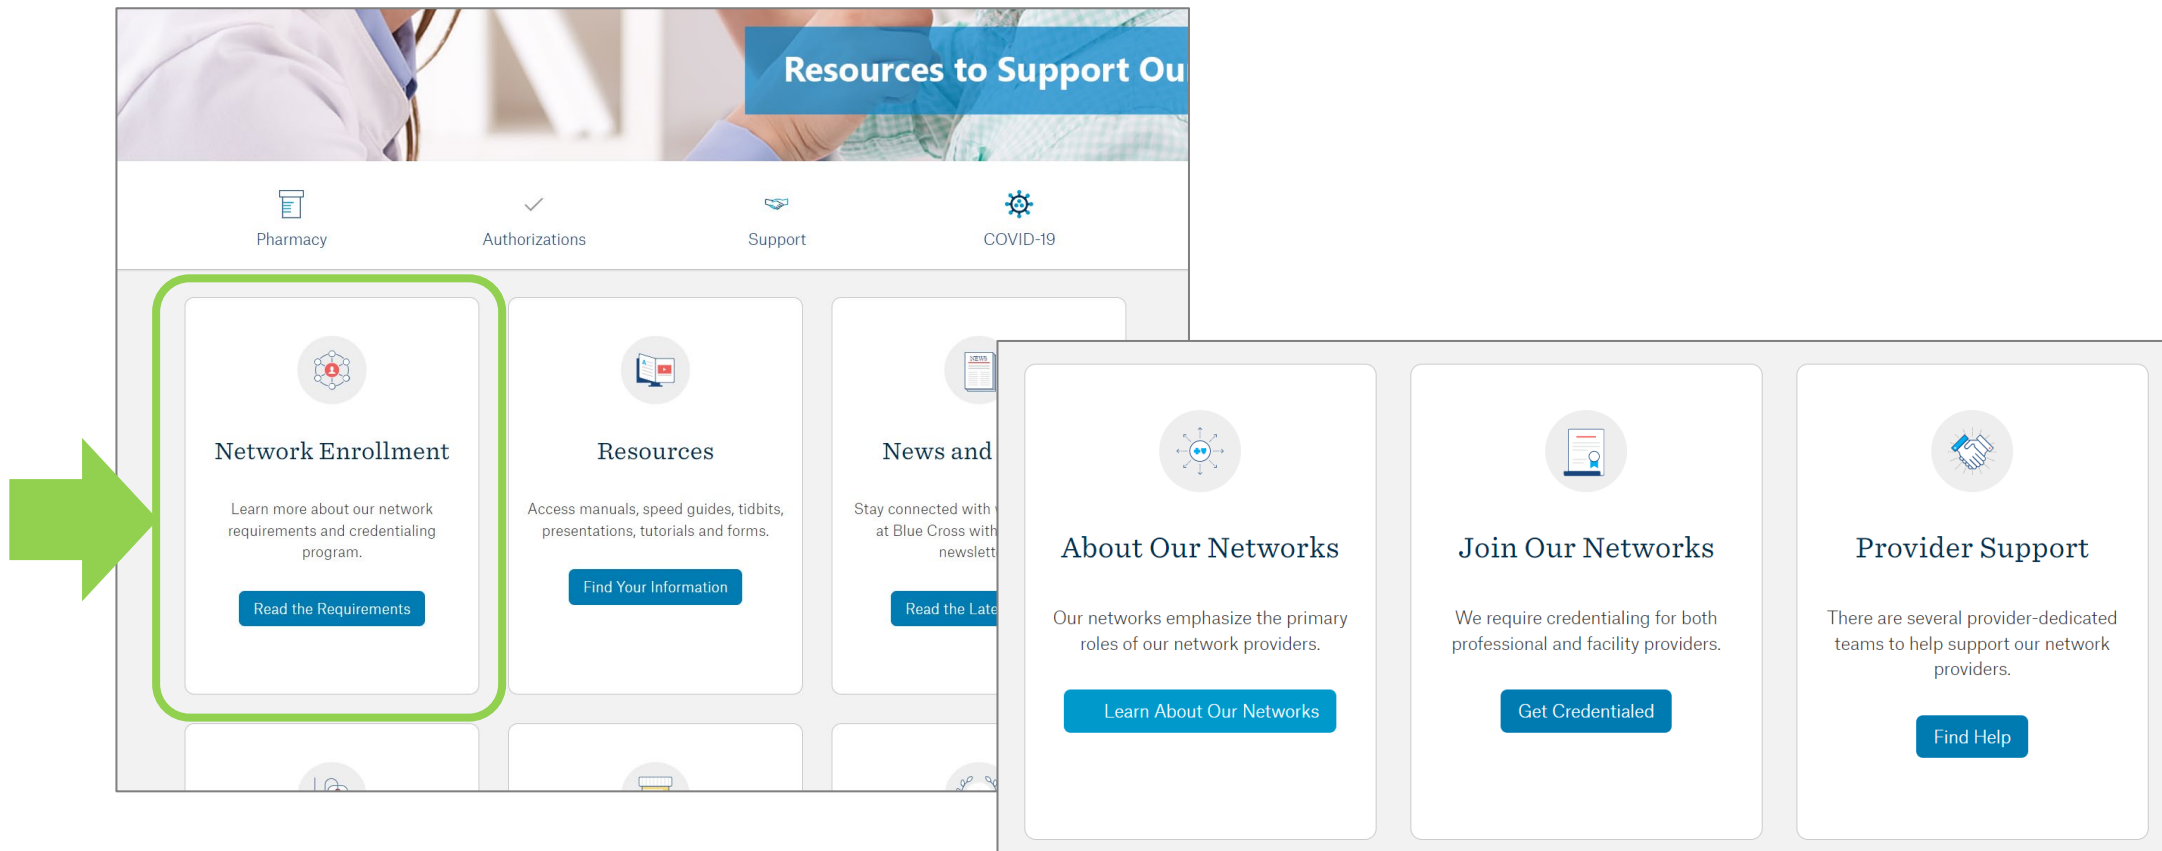 Resources to Support Ou
Pharmacy
Authorizations
Support
COVID-19
Network Enrollment
Learn more about our network
requirements and credentialing
program.
Read the Requirements
Resources
Access manuals, speed guides, tidbits,
presentations, tutorials and forms.
Find Your Information
NEWS
News and
Stay connected with
at Blue Cross with
newslett
Read the Late
About Our Networks
Our networks emphasize the primary
roles of our network providers.
Learn About Our Networks
Join Our Networks
We require credentialing for both
professional and facility providers.
Get Credentialed
Provider Support
There are several provider-dedicated
teams to help support our network
providers.
Find Help